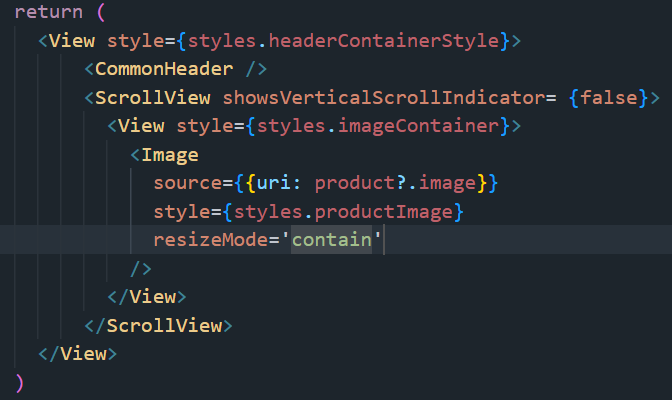 return (
<View style={styles.headerContainerStyle}>
<CommonHeader />
<ScrollView showsVerticalScrollIndicator= {false}>
<View style={styles.imageContainer}>
<Image
source={{uri: product?.image}}
style={styles.productImage}
resizeMode='contain'
/>
</View>
</ScrollView>
</View>
)